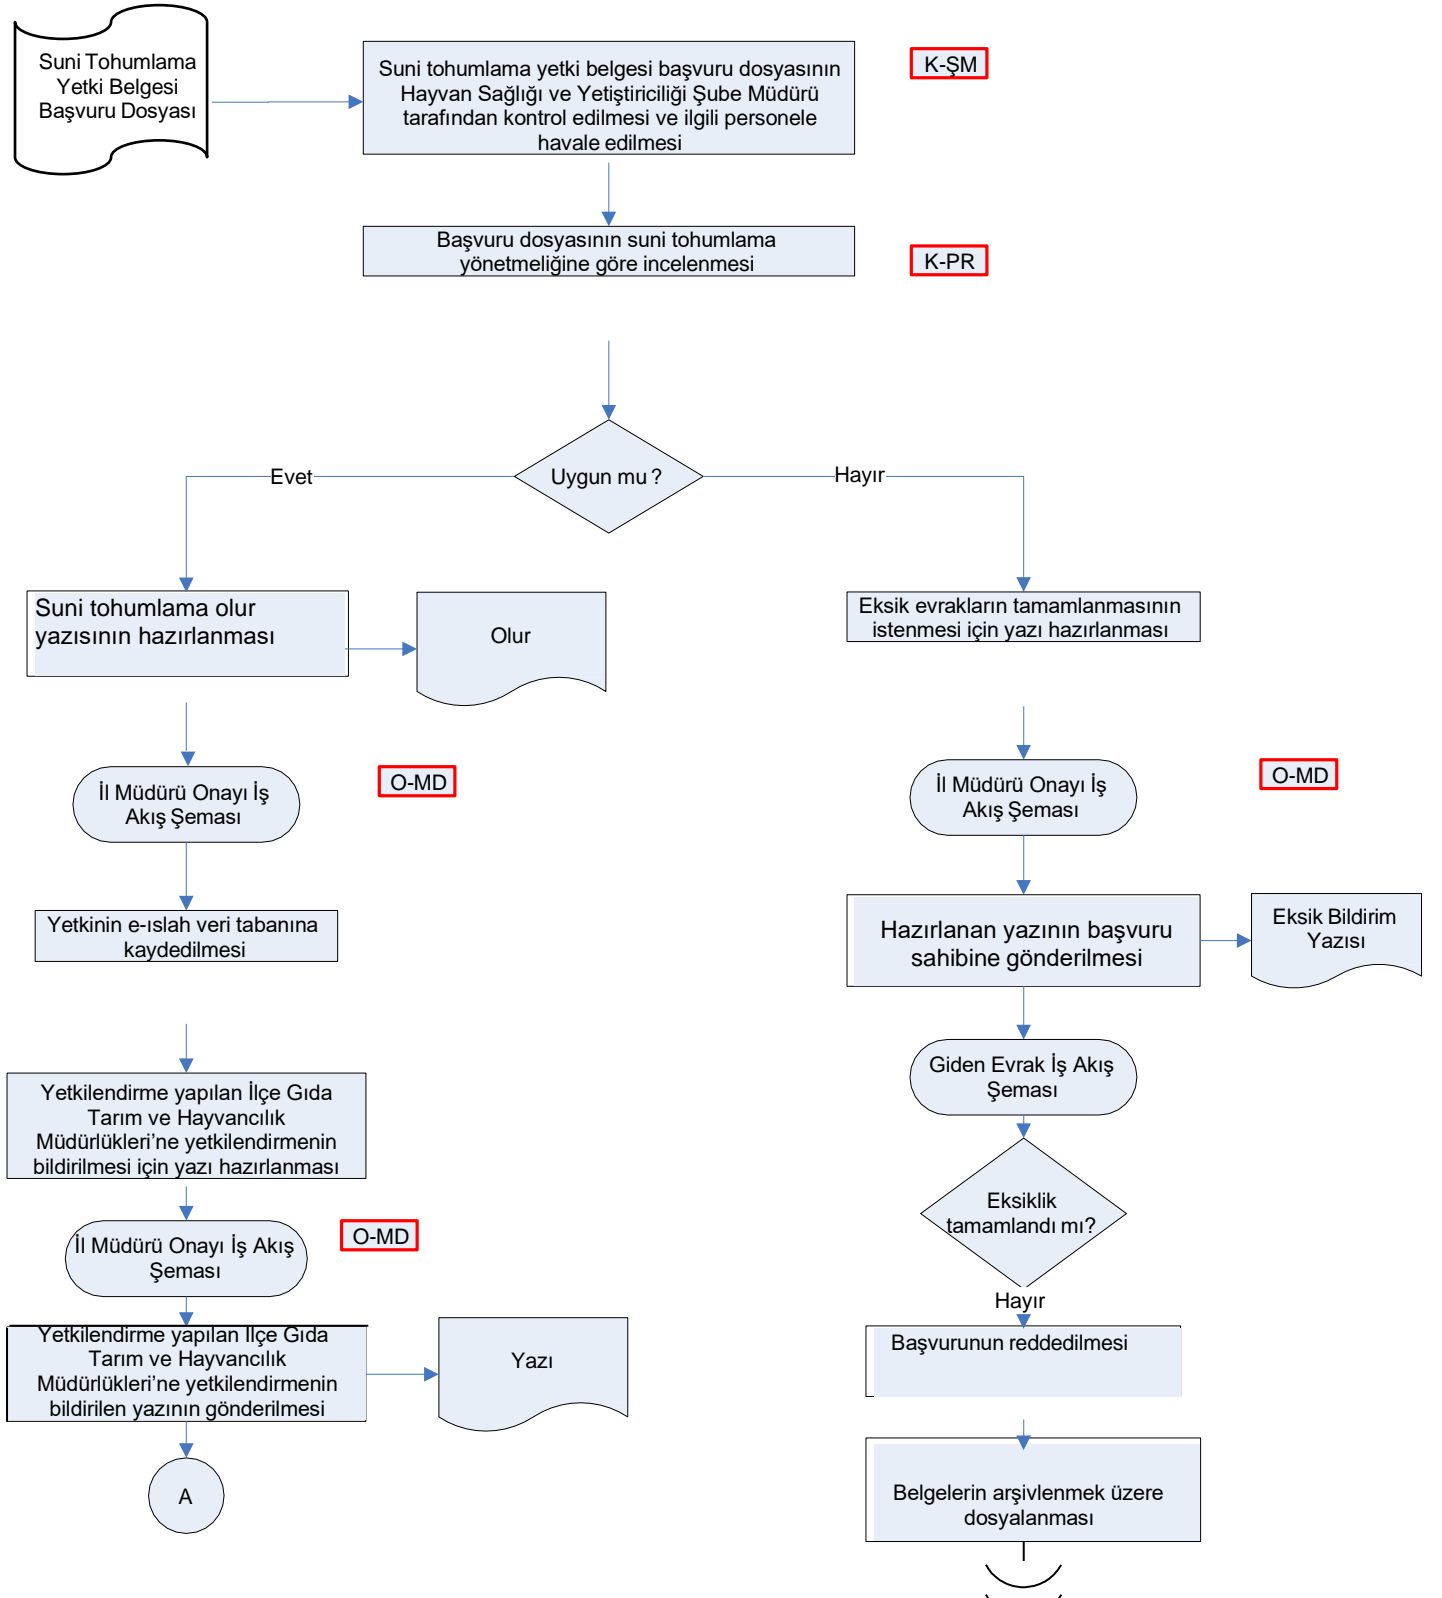 Suni Tohumlama
Yetki Belgesi
Başvuru Dosyası
Suni tohumlama yetki belgesi başvuru dosyasının
Hayvan Sağlığı ve Yetiştiriciliği Şube Müdürü
tarafından kontrol edilmesi ve ilgili personele
havale edilmesi
K-ŞM
Başvuru dosyasının suni tohumlama
yönetmeliğine göre incelenmesi
K-PR
Uygun mu ?
Evet
Hayır
Suni tohumlama olur
yazısının hazırlanması
Olur
Eksik evrakların tamamlanmasının
istenmesi için yazı hazırlanması
İl Müdürü Onayı İş
Akış Şeması
O-MD
İl Müdürü Onayı İş
Akış Şeması
O-MD
Yetkinin e-ıslah veri tabanına
kaydedilmesi
Hazırlanan yazının başvuru
sahibine gönderilmesi
Eksik Bildirim
Yazısı
Giden Evrak İş Akış
Şeması
Yetkilendirme yapılan İlçe Gıda
Tarım ve Hayvancılık
Müdürlükleri’ne yetkilendirmenin
bildirilmesi için yazı hazırlanması
Eksiklik
tamamlandı mı?
İl Müdürü Onayı İş Akış
Şeması
O-MD
Hayır
Yetkilendirme yapılan İlçe Gıda
Tarım ve Hayvancılık
Müdürlükleri’ne yetkilendirmenin
bildirilen yazının gönderilmesi
Yazı
Başvurunun reddedilmesi
A
Belgelerin arşivlenmek üzere
dosyalanması